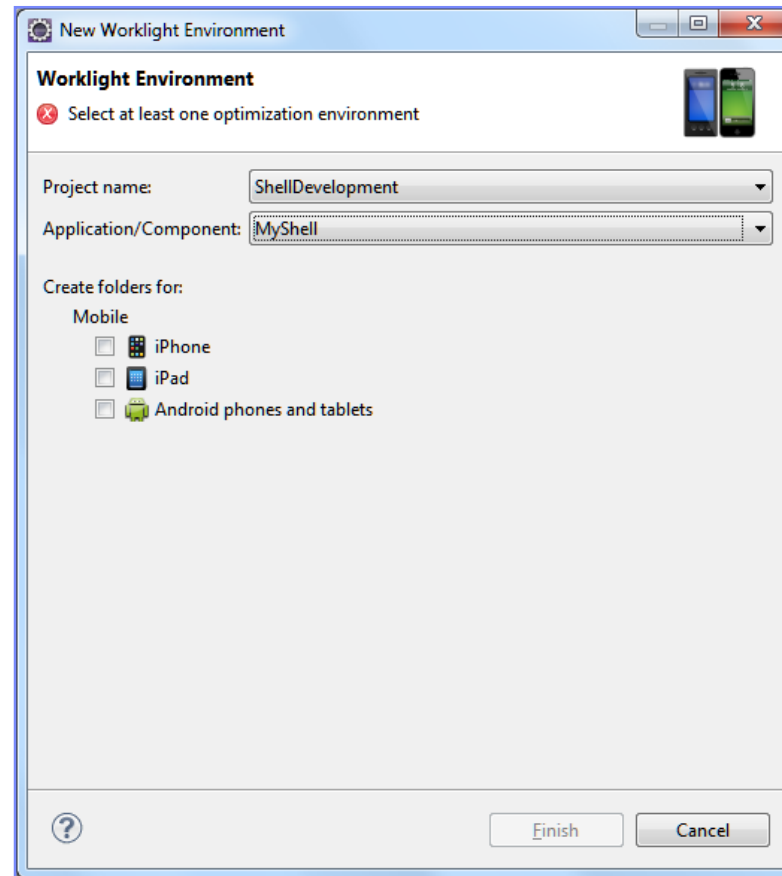 New Worklight Environment
Worklight Environment
Select at least one optimization environment
Project name: ShellDevelopment
Application/Component: MyShell
Create folders for:
Mobile
iPhone
iPad
Android phones and tablets
? Finish Cancel